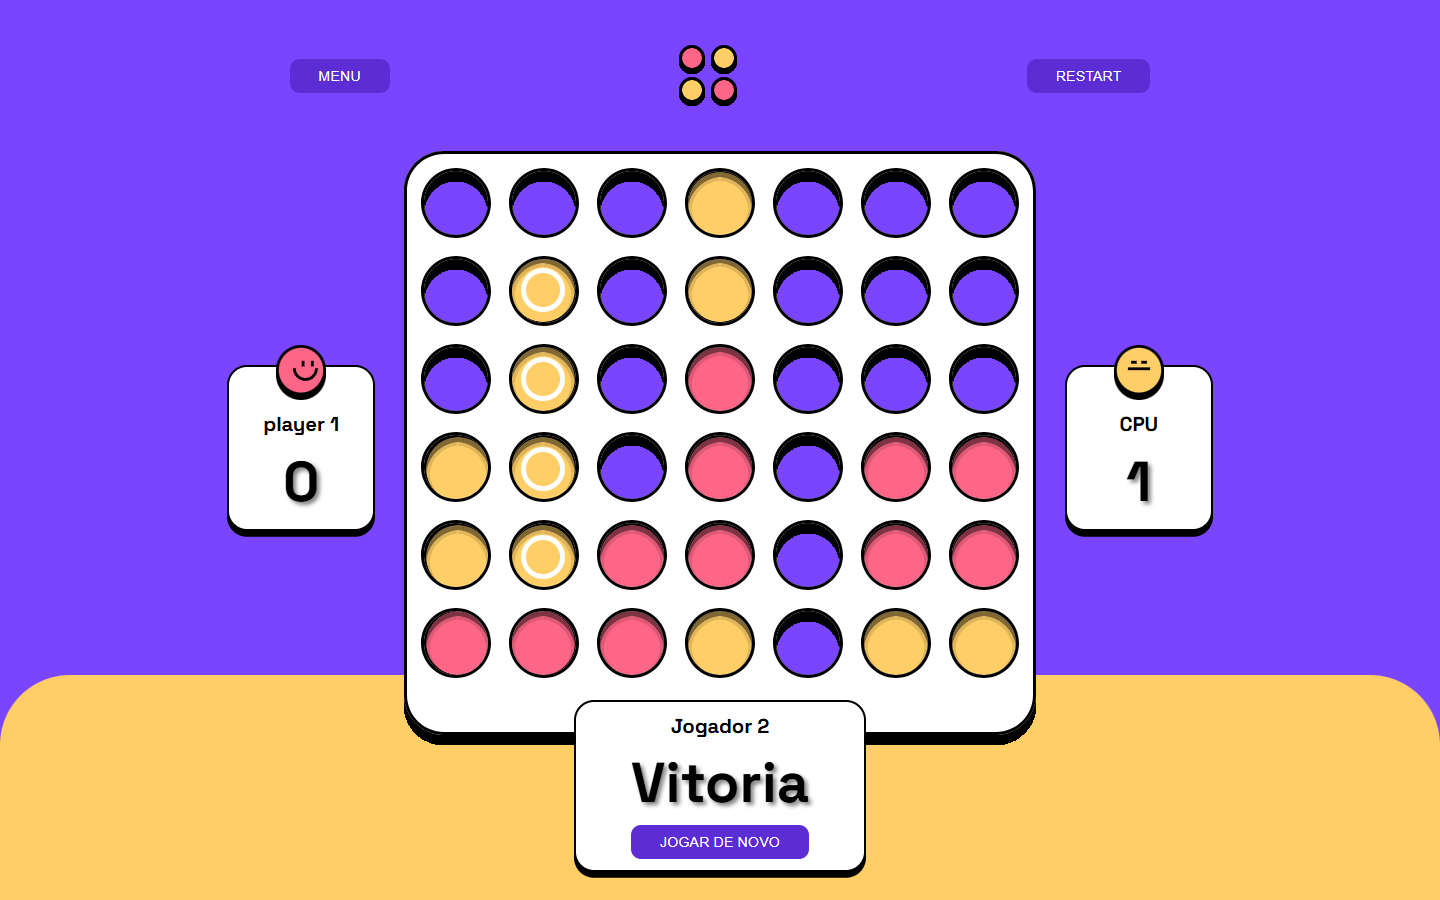 MENU
RESTART
player 1
0
CPU
1
Jogador 2
Vitoria
JOGAR DE NOVO